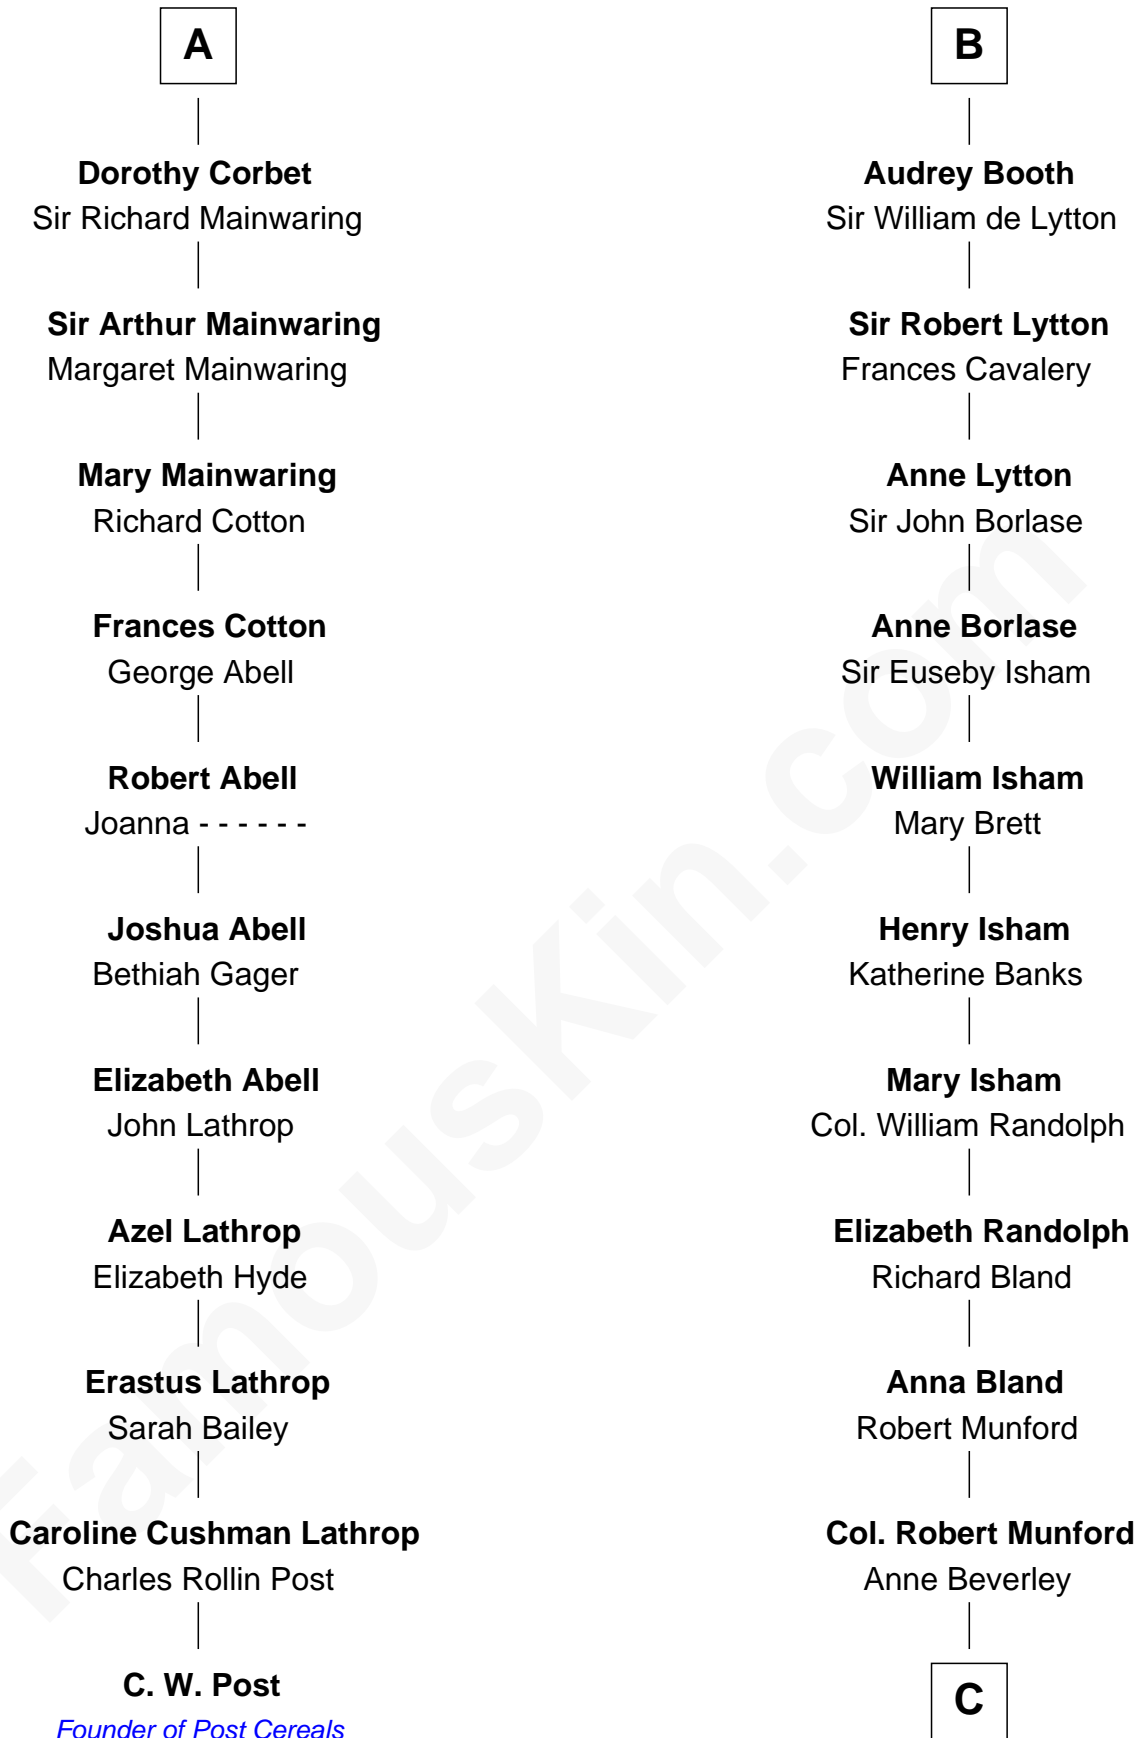 A
Dorothy Corbet
Sir Richard Mainwaring
Sir Arthur Mainwaring
Margaret Mainwaring
Mary Mainwaring
Richard Cotton
Frances Cotton
George Abell
Robert Abell
Joanna - - - - - -
Joshua Abell
Bethiah Gager
Elizabeth Abell
John Lathrop
Azel Lathrop
Elizabeth Hyde
Erastus Lathrop
Sarah Bailey
Caroline Cushman Lathrop
Charles Rollin Post
C. W. Post
Founder of Post Cereals
B
Audrey Booth
Sir William de Lytton
Sir Robert Lytton
Frances Cavalery
Anne Lytton
Sir John Borlase
Anne Borlase
Sir Euseby Isham
William Isham
Mary Brett
Henry Isham
Katherine Banks
Mary Isham
Col. William Randolph
Elizabeth Randolph
Richard Bland
Anna Bland
Robert Munford
Col. Robert Munford
Anne Beverley
C
FamousKin.com